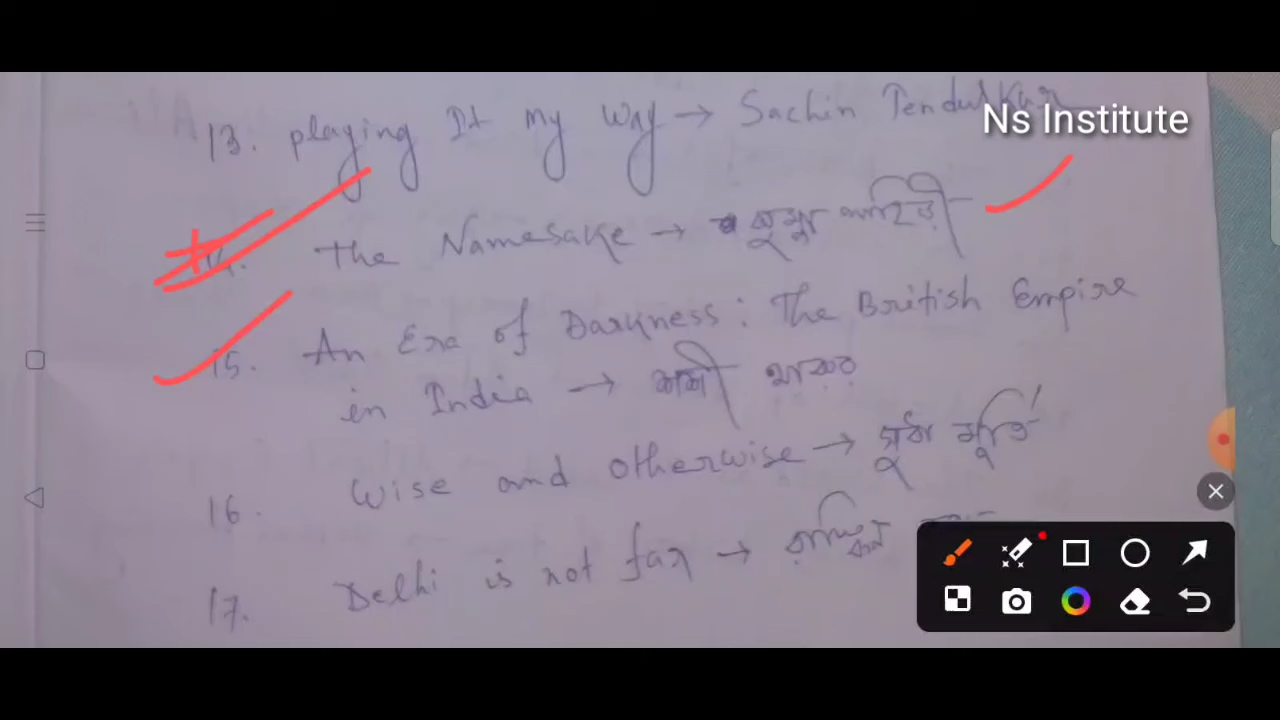 13. Playing It My Way → Sachin Tendulkar
Ns Institute
14. The Namesake → ঝুম্পা লাহিড়ী
15. An Era of Darkness: The British Empire
in India → শশী থারুর
16. Wise and Otherwise → সুধা মূর্তি
17. Delhi is not far →